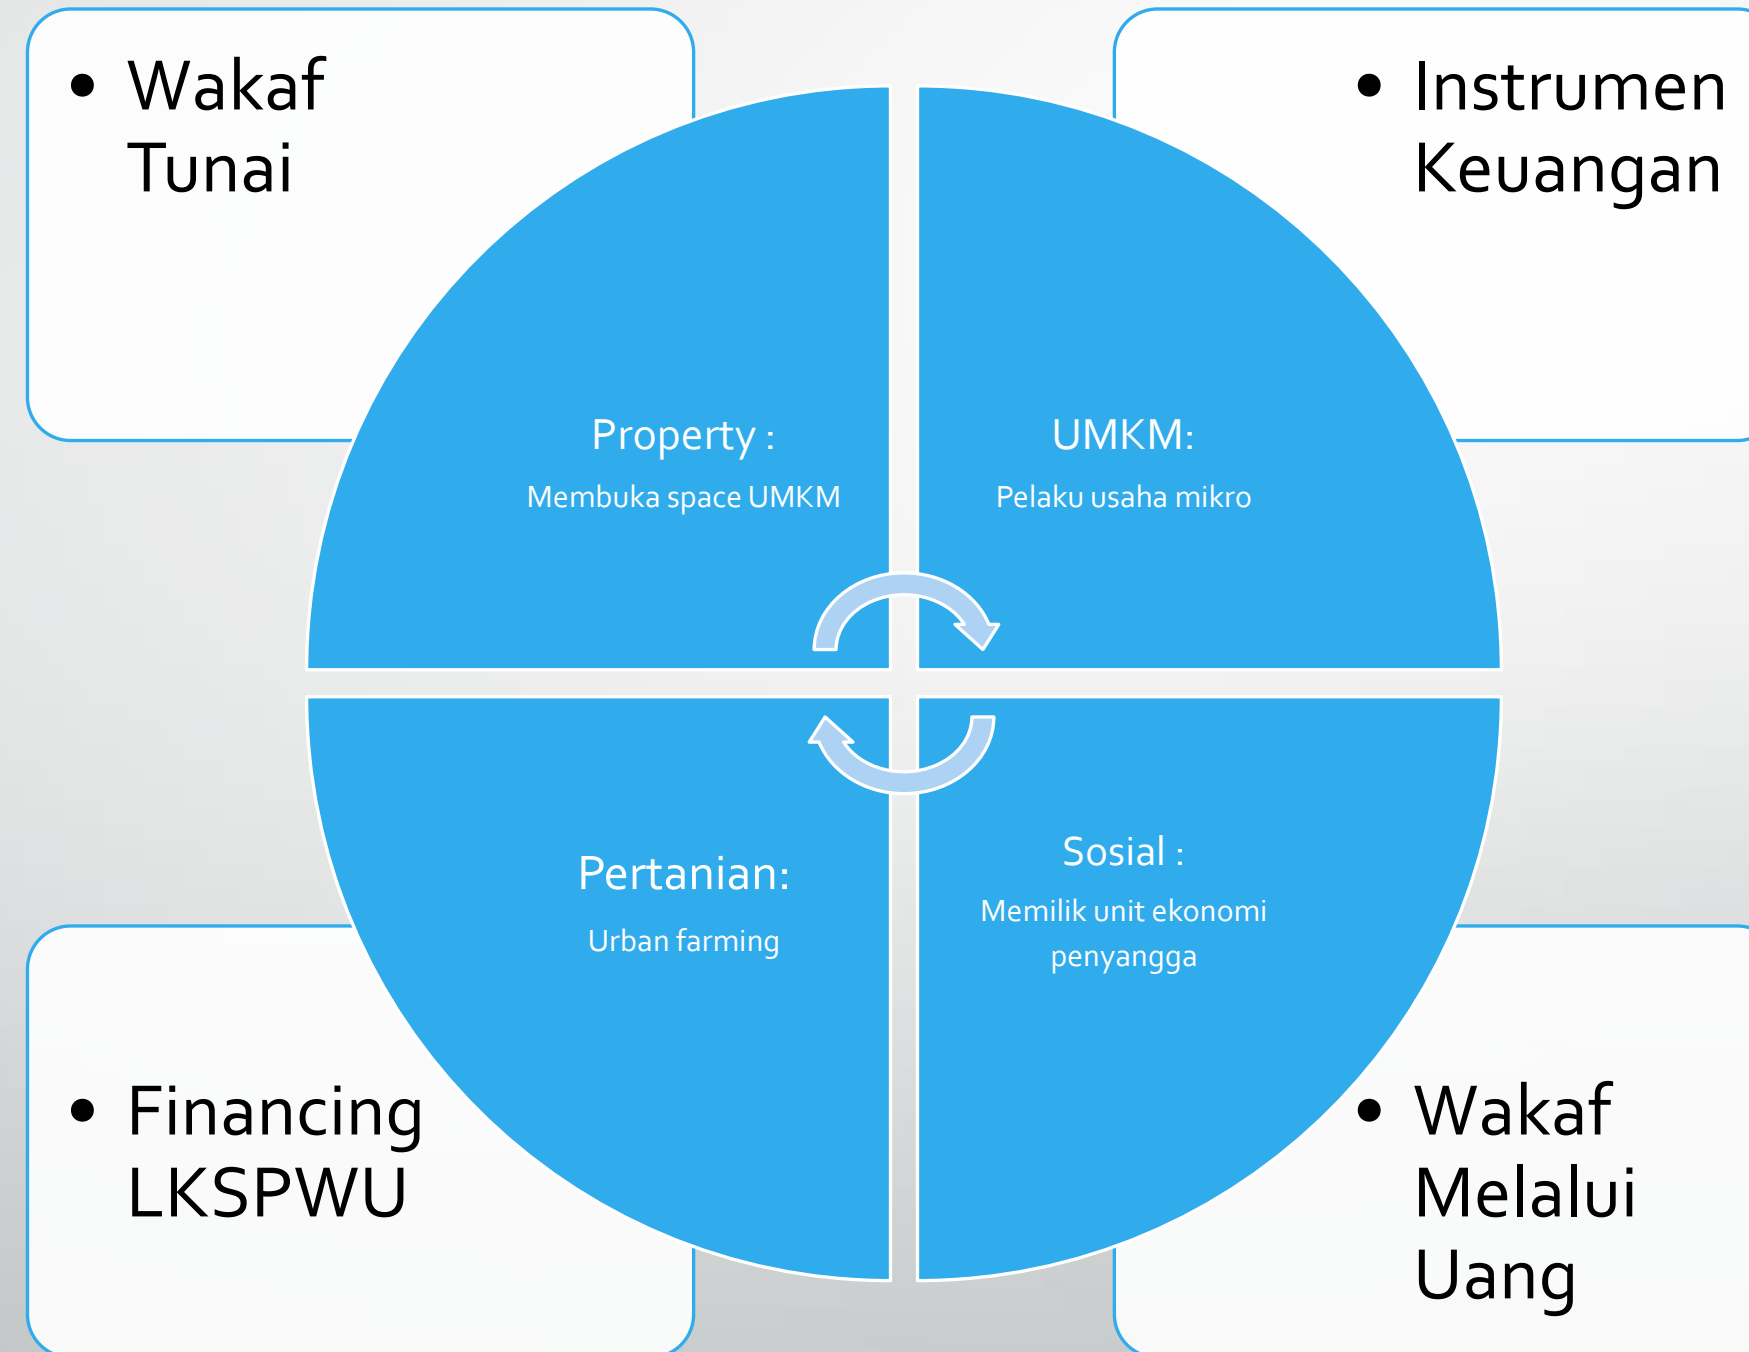 • Wakaf
Tunai
• Instrumen
Keuangan
Property :
Membuka space UMKM
UMKM:
Pelaku usaha mikro
Pertanian:
Urban farming
Sosial :
Memilik unit ekonomi
penyangga
• Financing
LKSPWU
• Wakaf
Melalui
Uang